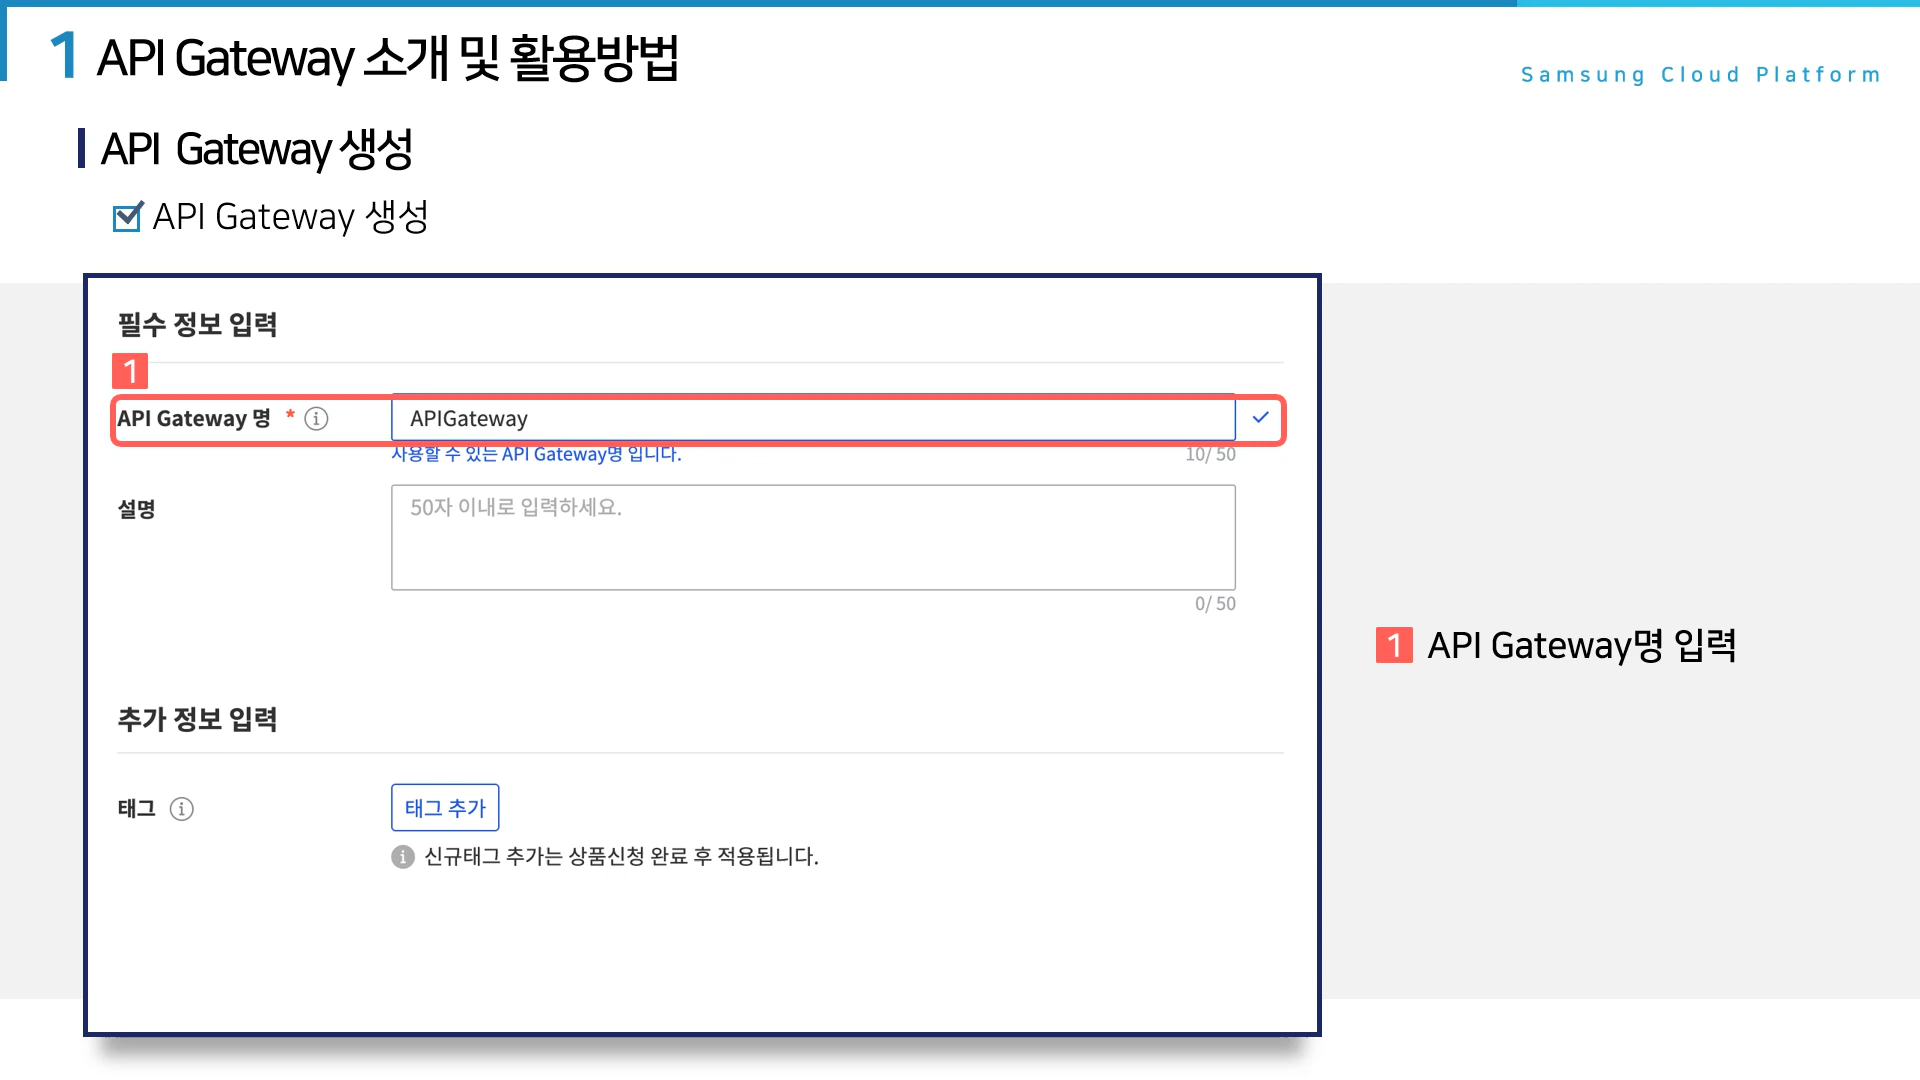 1 API Gateway 소개 및 활용방법
Samsung Cloud Platform
API Gateway 생성
API Gateway 생성
필수 정보 입력
1
API Gateway 명 * APIGateway
사용할 수 있는 API Gateway명 입니다. 10/ 50
설명 50자 이내로 입력하세요.
0/ 50
1 API Gateway명 입력
추가 정보 입력
태그 태그 추가
신규태그 추가는 상품신청 완료 후 적용됩니다.